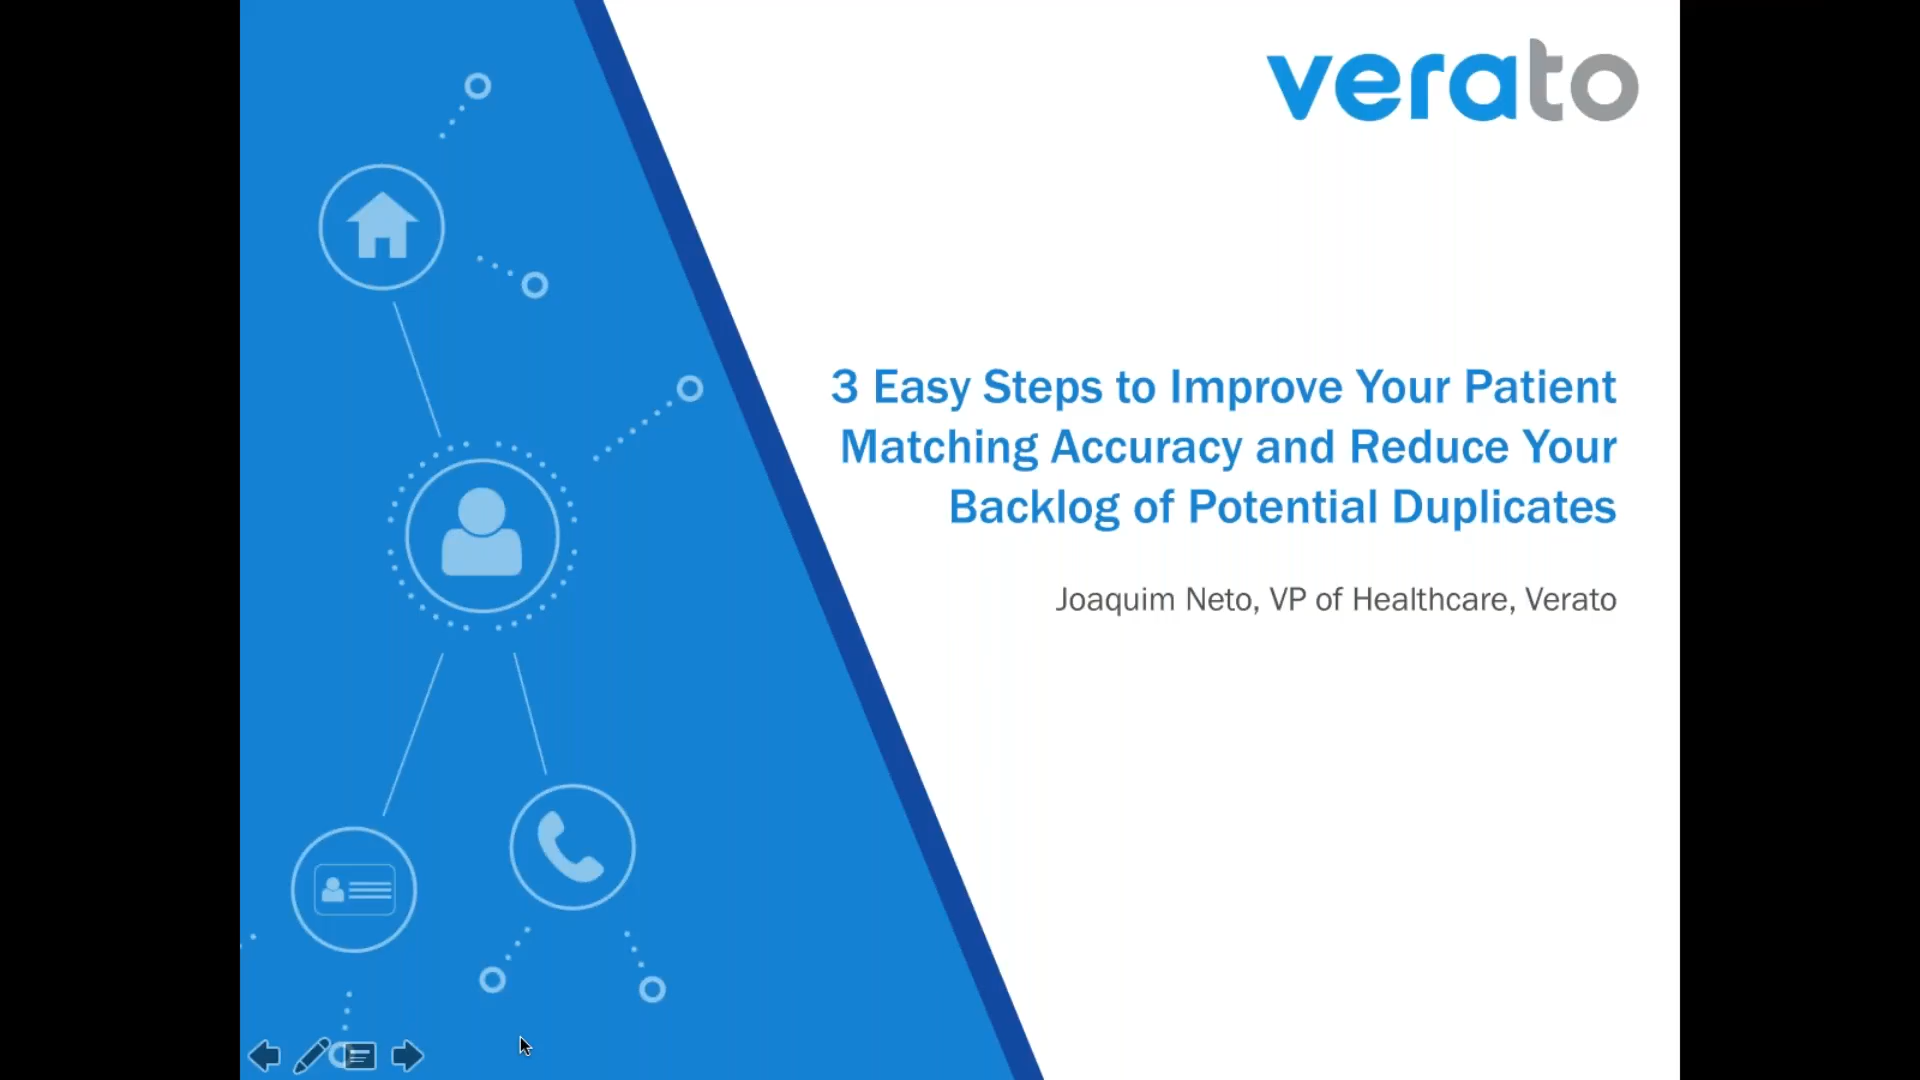 verato
3 Easy Steps to Improve Your Patient
Matching Accuracy and Reduce Your
Backlog of Potential Duplicates
Joaquim Neto, VP of Healthcare, Verato